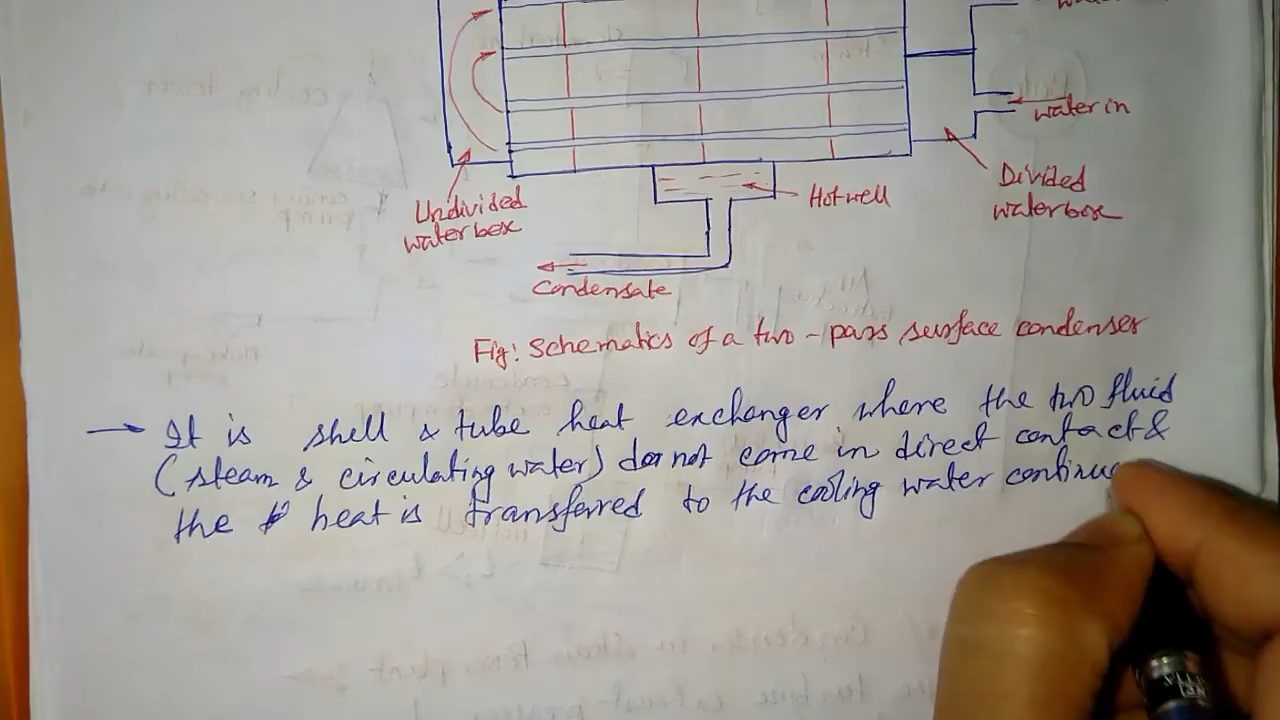 water in
Divided
waterbox
Hotwell
Undivided
waterbox
Condensate
Fig: Schematics of a two-pass surface condenser
→ It is shell & tube heat exchanger where the two fluid
(steam & circulating water) do not come in direct contact &
the heat is transferred to the cooling water continu